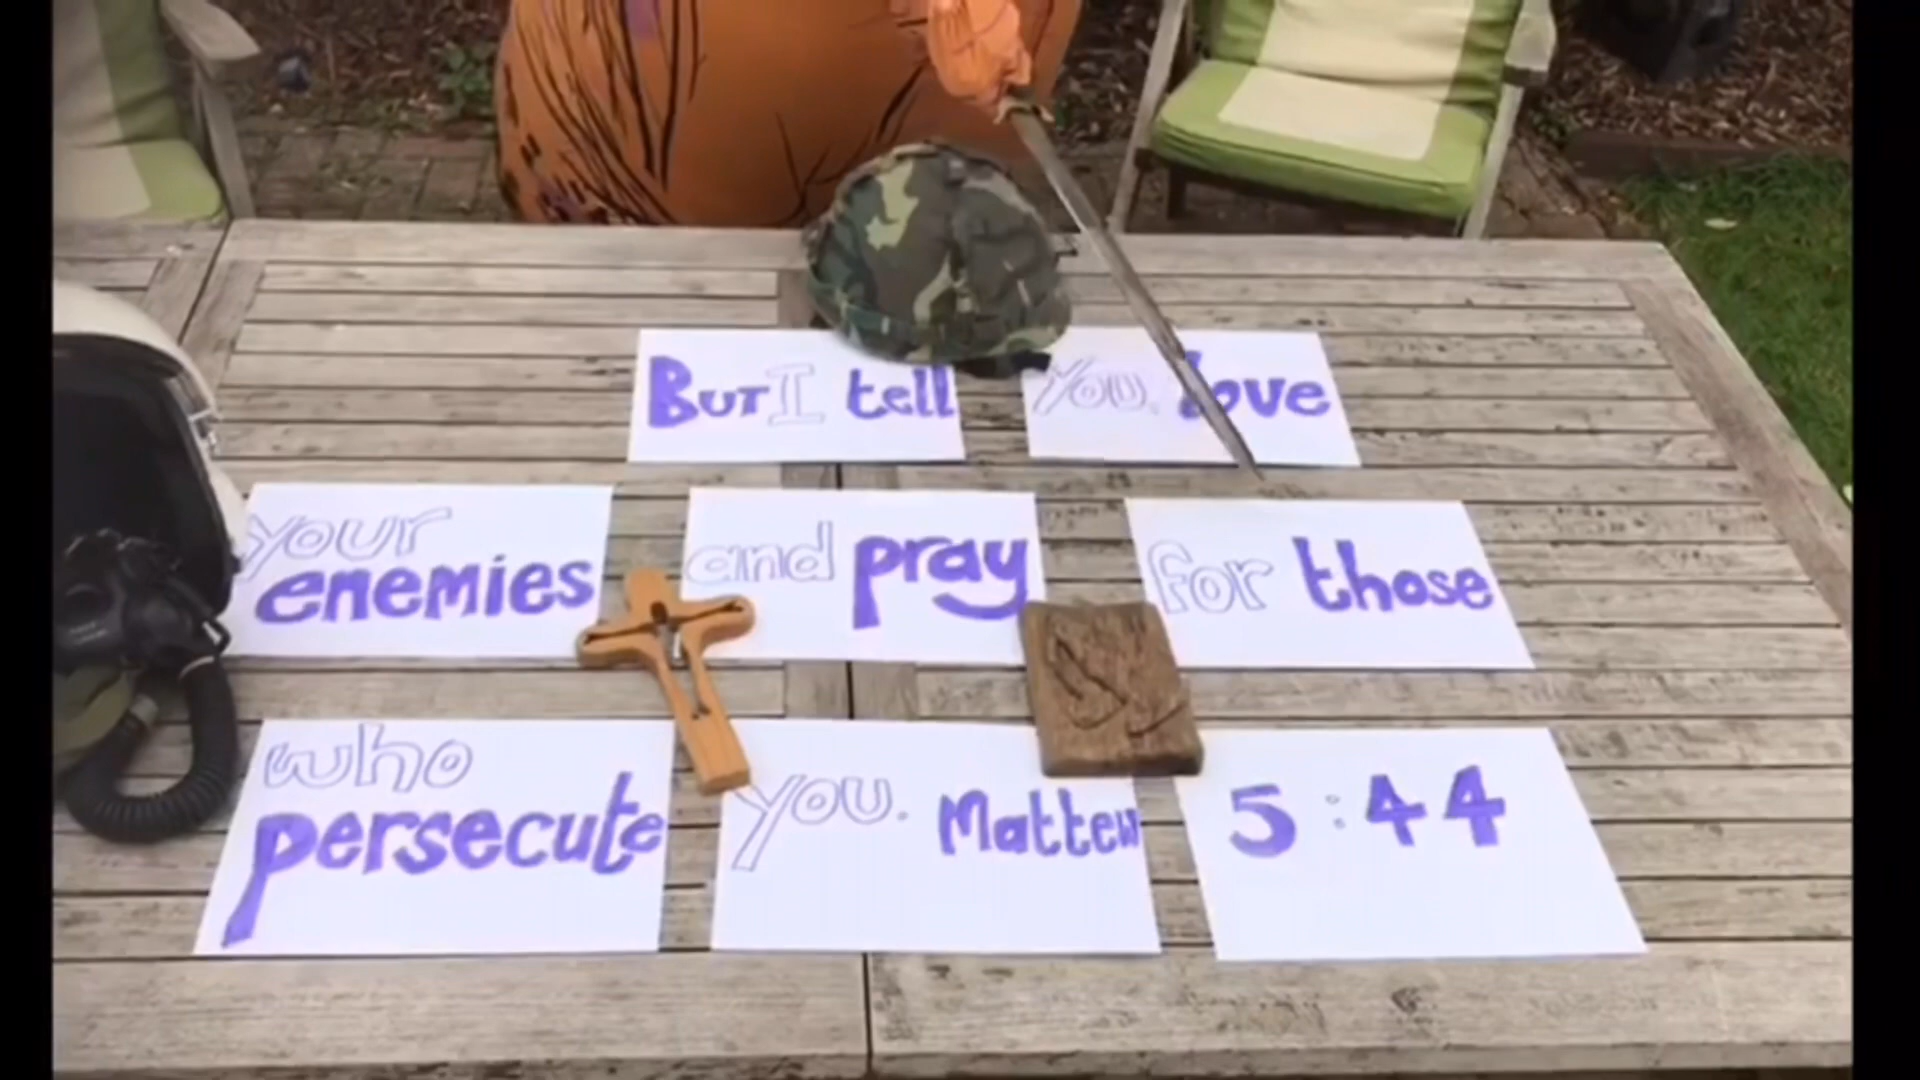 But I tell
you. love
your
enemies
and pray
for those
who
persecute
you. Mattew
5:44